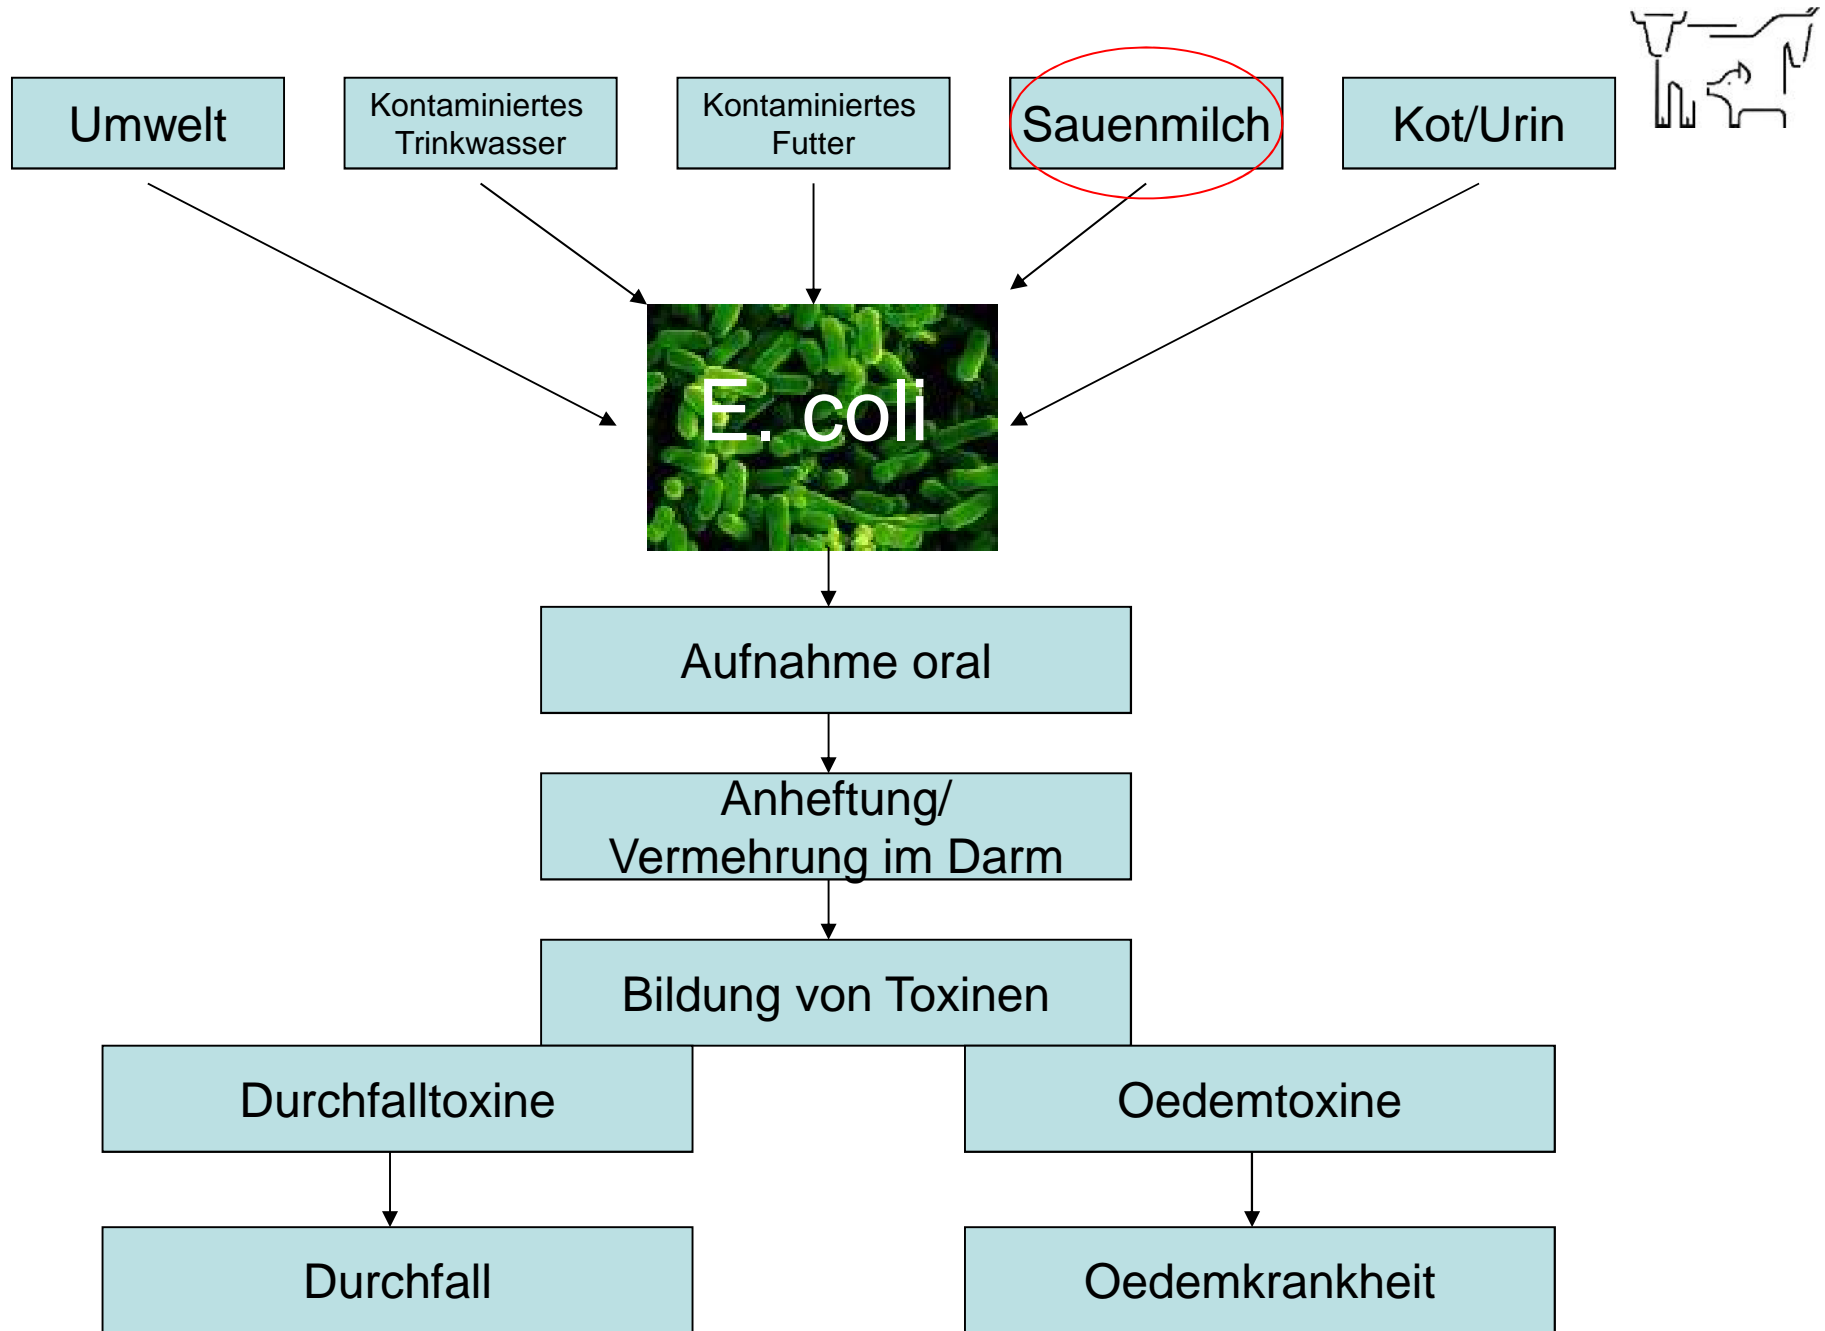 Umwelt
Kontaminiertes
Trinkwasser
Kontaminiertes
Futter
Sauenmilch
Kot/Urin
E. coli
Aufnahme oral
Anheftung/
Vermehrung im Darm
Bildung von Toxinen
Durchfalltoxine
Oedemtoxine
Durchfall
Oedemkrankheit